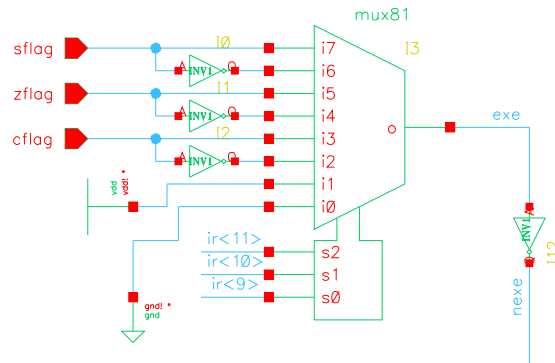 mux81
sflag
I0
i7
I3
A
INV1
O
i6
zflag
I1
i5
A
INV1
O
i4
cflag
I2
i3
O
exe
A
INV1
O
i2
vdd
vdd! *
i1
i0
A
INV1
O
I12
ir<11>
s2
ir<10>
s1
ir<9>
s0
nexe
gnd! *
gnd